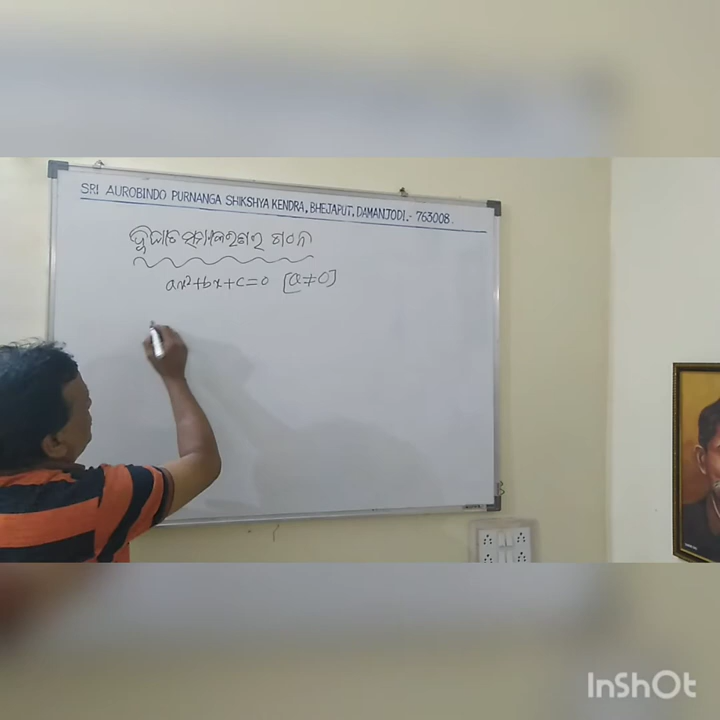 SRI AUROBINDO PURNANGA SHIKSHYA KENDRA, BHEJAPUT, DAMANJODI.- 763008.
ଦ୍ୱିଘାତ ସମୀକରଣର ଗଠନ
ax²+bx+c=0 [a≠0]
InShOt